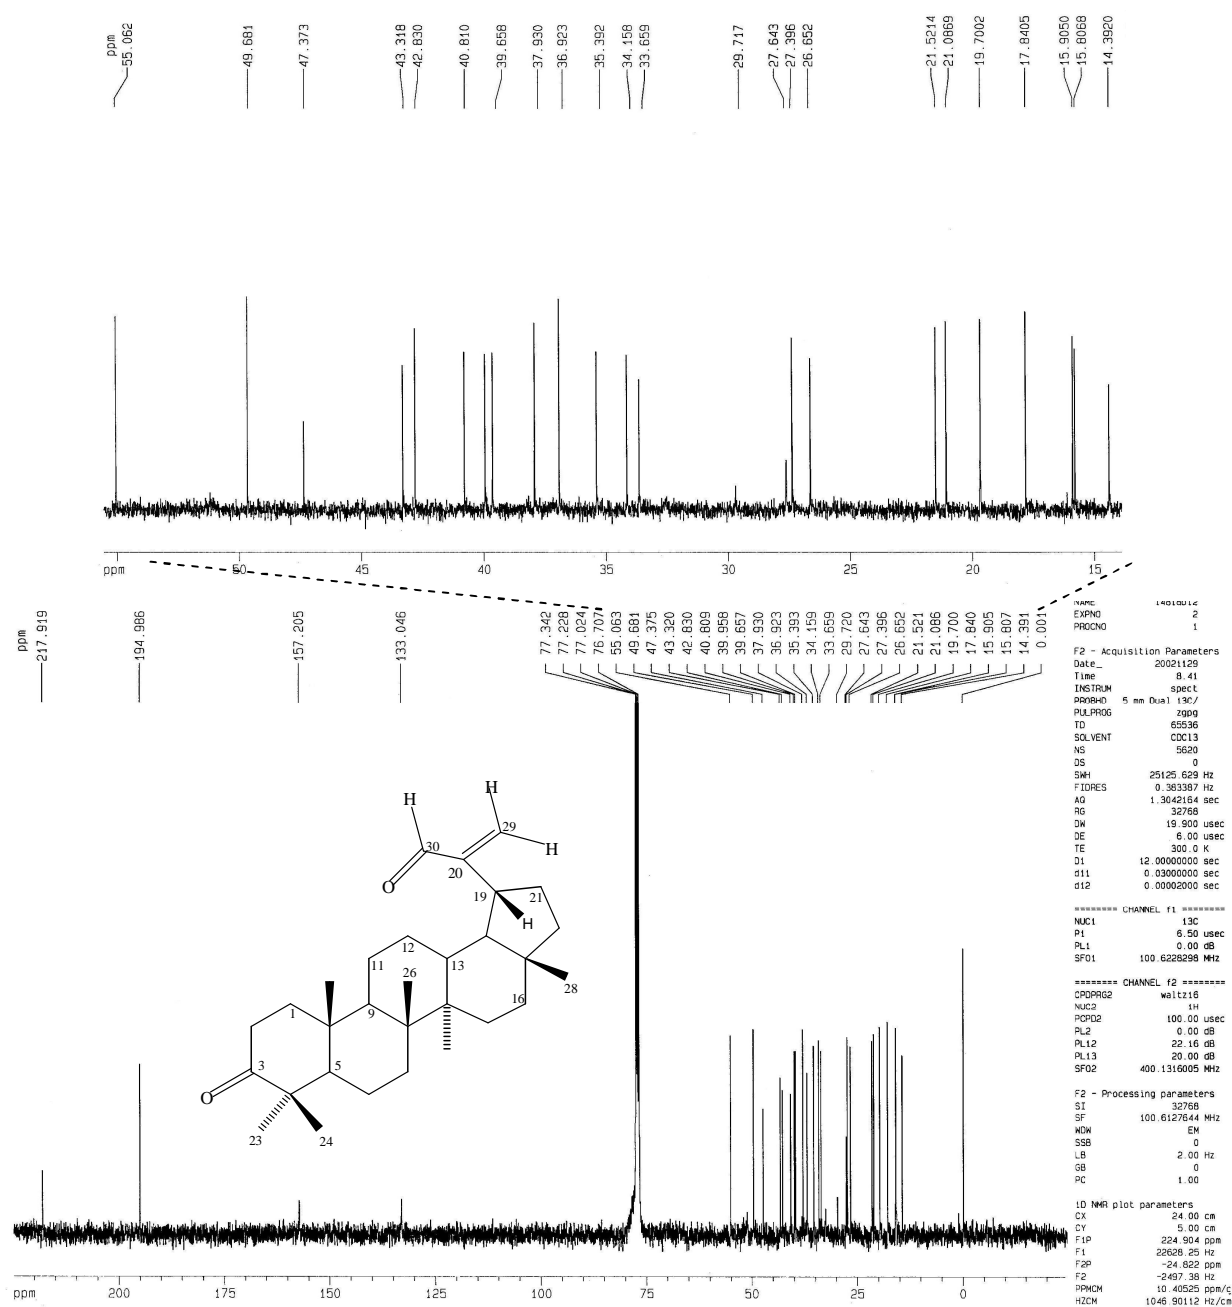 ppm
55.062
49.681
47.373
43.318
42.830
40.810
39.658
37.930
36.923
35.392
34.158
33.659
29.717
27.643
27.396
26.652
21.5214
21.0869
19.7002
17.8405
15.9050
15.8068
14.3920
ppm 50 45 40 35 30 25 20 15
ppm
217.919
194.986
157.205
133.046
77.342
77.228
77.024
76.707
55.063
49.681
47.375
43.320
42.830
40.809
39.958
39.657
37.930
36.923
35.393
34.159
33.659
29.720
27.643
27.396
26.652
21.521
21.086
19.700
17.840
15.905
15.807
14.391
0.001
EXPNO 2
PROCNO 1
F2 - Acquisition Parameters
Date_ 20021129
Time 8.41
INSTRUM spect
PROBHD 5 mm Dual 13C/
PULPROG zgpg
TD 65536
SOLVENT CDCl3
NS 5620
DS 0
SWH 25125.629 Hz
FIDRES 0.383387 Hz
AQ 1.3042164 sec
RG 32768
DW 19.900 usec
DE 6.00 usec
TE 300.0 K
D1 12.00000000 sec
d11 0.03000000 sec
d12 0.00002000 sec
======== CHANNEL f1 ========
NUC1 13C
P1 6.50 usec
PL1 0.00 dB
SFO1 100.6228298 MHz
======== CHANNEL f2 ========
CPDPRG2 waltz16
NUC2 1H
PCPD2 100.00 usec
PL2 0.00 dB
PL12 22.16 dB
PL13 20.00 dB
SFO2 400.1316005 MHz
F2 - Processing parameters
SI 32768
SF 100.6127644 MHz
WDW EM
SSB 0
LB 2.00 Hz
GB 0
PC 1.00
1D NMR plot parameters
CX 24.00 cm
CY 5.00 cm
F1P 224.904 ppm
F1 22628.25 Hz
F2P -24.822 ppm
F2 -2497.38 Hz
PPMCM 10.40525 ppm/c
HZCM 1046.90112 Hz/cm
H
H
29
30
H
20
O
19
21
H
12
11
13
26
28
16
1
9
3
5
O
23
24
ppm 200 175 150 125 100 75 50 25 0